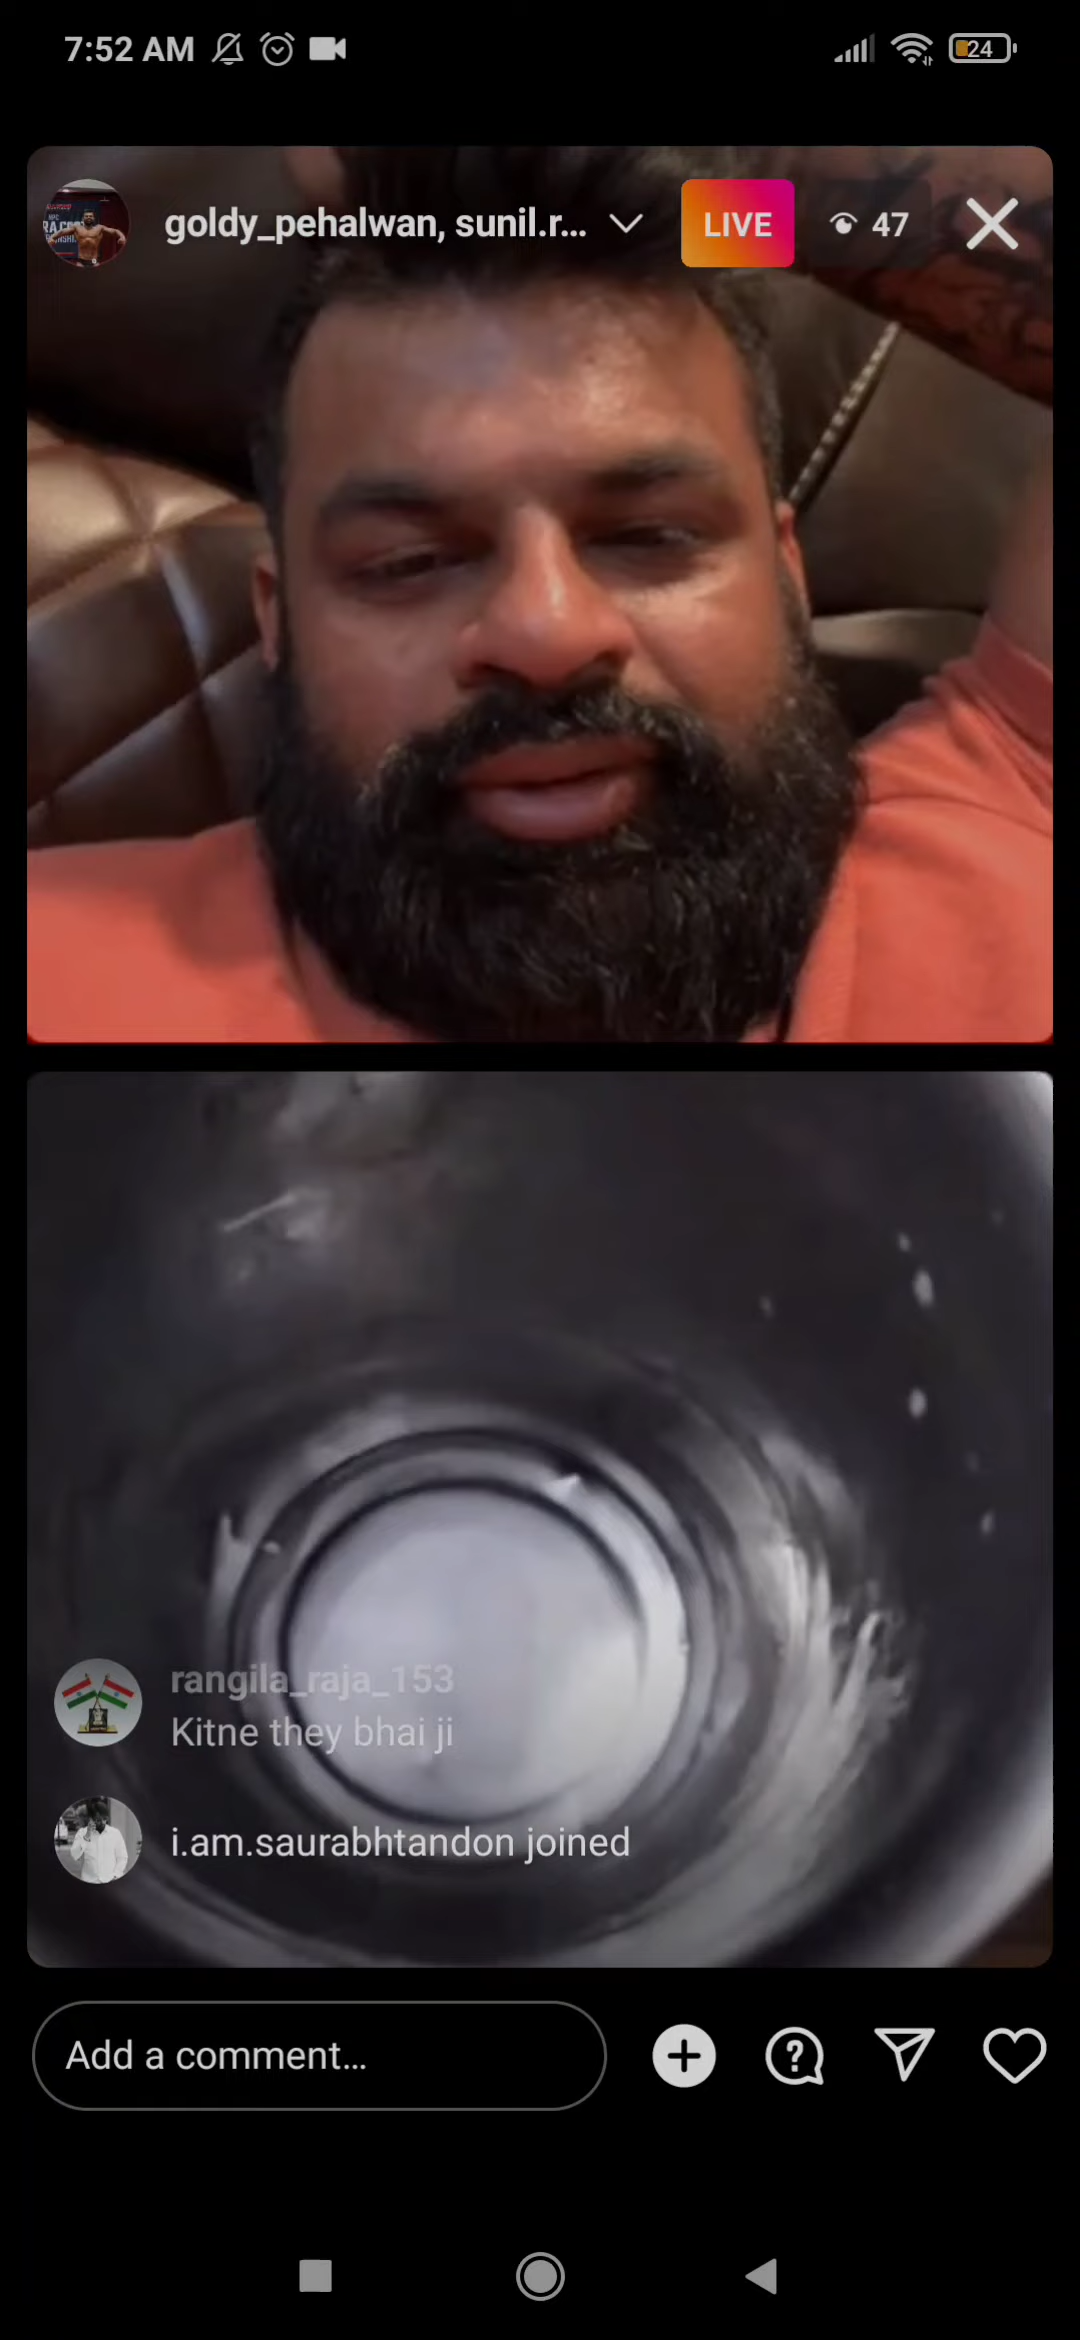 7:52 AM
24
goldy_pehalwan, sunil.r...
LIVE
47
rangila_raja_153
Kitne they bhai ji
i.am.saurabhtandon joined
Add a comment...